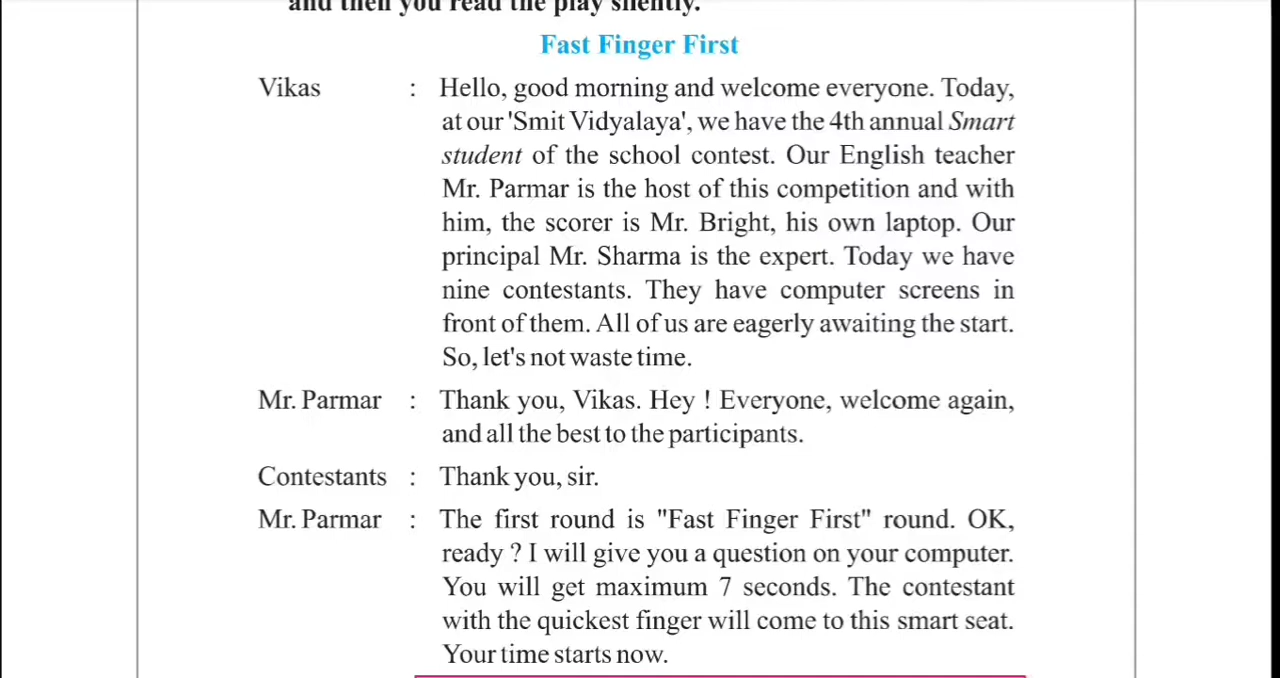 and then you read the play silently.
Fast Finger First
Vikas : Hello, good morning and welcome everyone. Today,
at our 'Smit Vidyalaya', we have the 4th annual Smart
student of the school contest. Our English teacher
Mr. Parmar is the host of this competition and with
him, the scorer is Mr. Bright, his own laptop. Our
principal Mr. Sharma is the expert. Today we have
nine contestants. They have computer screens in
front of them. All of us are eagerly awaiting the start.
So, let's not waste time.
Mr. Parmar : Thank you, Vikas. Hey ! Everyone, welcome again,
and all the best to the participants.
Contestants : Thank you, sir.
Mr. Parmar : The first round is "Fast Finger First" round. OK,
ready ? I will give you a question on your computer.
You will get maximum 7 seconds. The contestant
with the quickest finger will come to this smart seat.
Your time starts now.